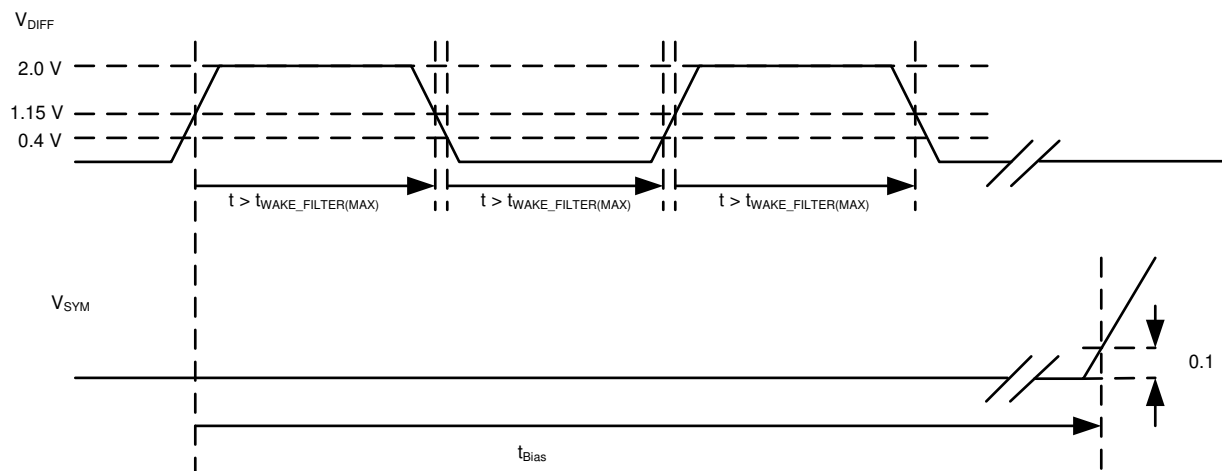 V_DIFF
2.0 V
1.15 V
0.4 V
t > t_WAKE_FILTER(MAX) t > t_WAKE_FILTER(MAX) t > t_WAKE_FILTER(MAX)
V_SYM
0.1
t_Bias